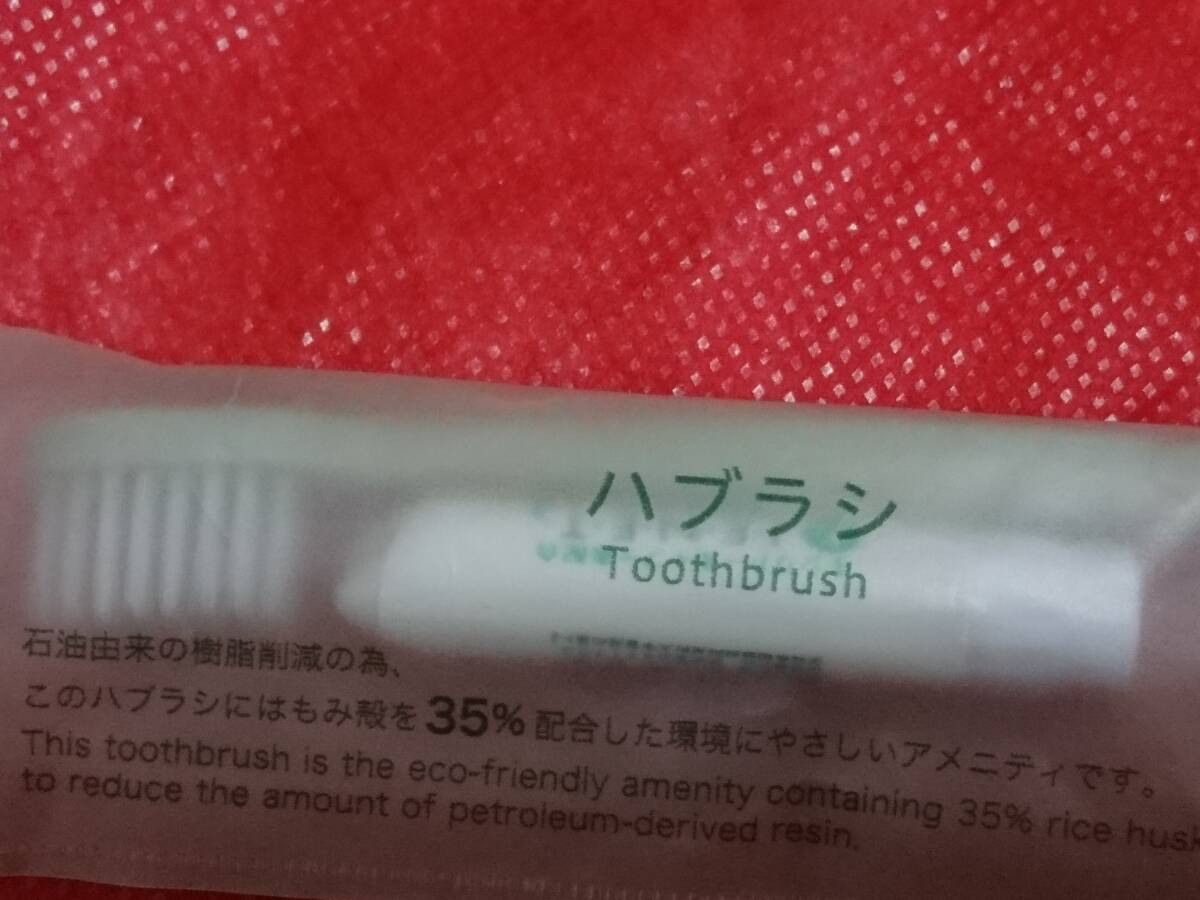 ハブラシ
Toothbrush
石油由来の樹脂削減の為、
このハブラシにはもみ殻を35%配合した環境にやさしいアメニティです。
This toothbrush is the eco-friendly amenity containing 35% rice husk
to reduce the amount of petroleum-derived resin.